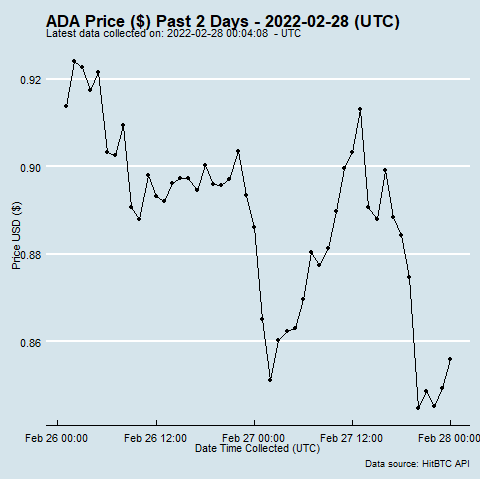 ADA Price ($) Past 2 Days - 2022-02-28 (UTC)
Latest data collected on: 2022-02-28 00:04:08 - UTC
Price USD ($)
0.92
0.90
0.88
0.86
Feb 26 00:00 Feb 26 12:00 Feb 27 00:00 Feb 27 12:00 Feb 28 00:00
Date Time Collected (UTC)
Data source: HitBTC API